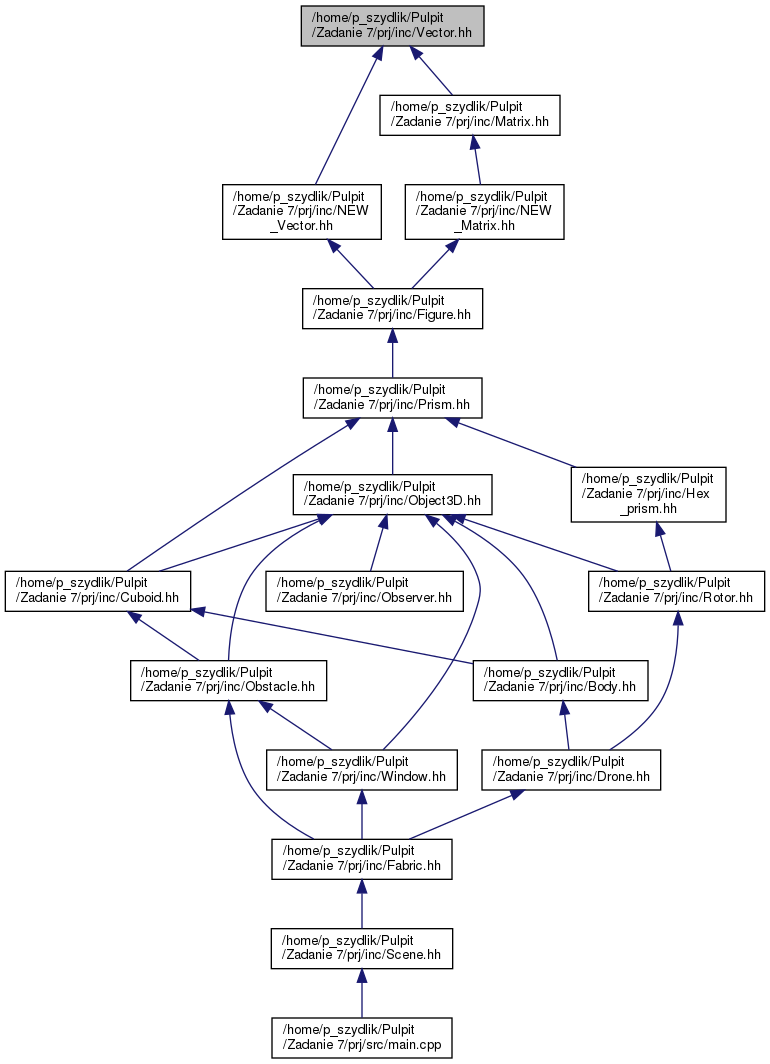 /home/p_szydlik/Pulpit
/Zadanie 7/prj/inc/Vector.hh
/home/p_szydlik/Pulpit
/Zadanie 7/prj/inc/Matrix.hh
/home/p_szydlik/Pulpit
/Zadanie 7/prj/inc/NEW
_Vector.hh
/home/p_szydlik/Pulpit
/Zadanie 7/prj/inc/NEW
_Matrix.hh
/home/p_szydlik/Pulpit
/Zadanie 7/prj/inc/Figure.hh
/home/p_szydlik/Pulpit
/Zadanie 7/prj/inc/Prism.hh
/home/p_szydlik/Pulpit
/Zadanie 7/prj/inc/Object3D.hh
/home/p_szydlik/Pulpit
/Zadanie 7/prj/inc/Hex
_prism.hh
/home/p_szydlik/Pulpit
/Zadanie 7/prj/inc/Cuboid.hh
/home/p_szydlik/Pulpit
/Zadanie 7/prj/inc/Observer.hh
/home/p_szydlik/Pulpit
/Zadanie 7/prj/inc/Rotor.hh
/home/p_szydlik/Pulpit
/Zadanie 7/prj/inc/Obstacle.hh
/home/p_szydlik/Pulpit
/Zadanie 7/prj/inc/Body.hh
/home/p_szydlik/Pulpit
/Zadanie 7/prj/inc/Window.hh
/home/p_szydlik/Pulpit
/Zadanie 7/prj/inc/Drone.hh
/home/p_szydlik/Pulpit
/Zadanie 7/prj/inc/Fabric.hh
/home/p_szydlik/Pulpit
/Zadanie 7/prj/inc/Scene.hh
/home/p_szydlik/Pulpit
/Zadanie 7/prj/src/main.cpp